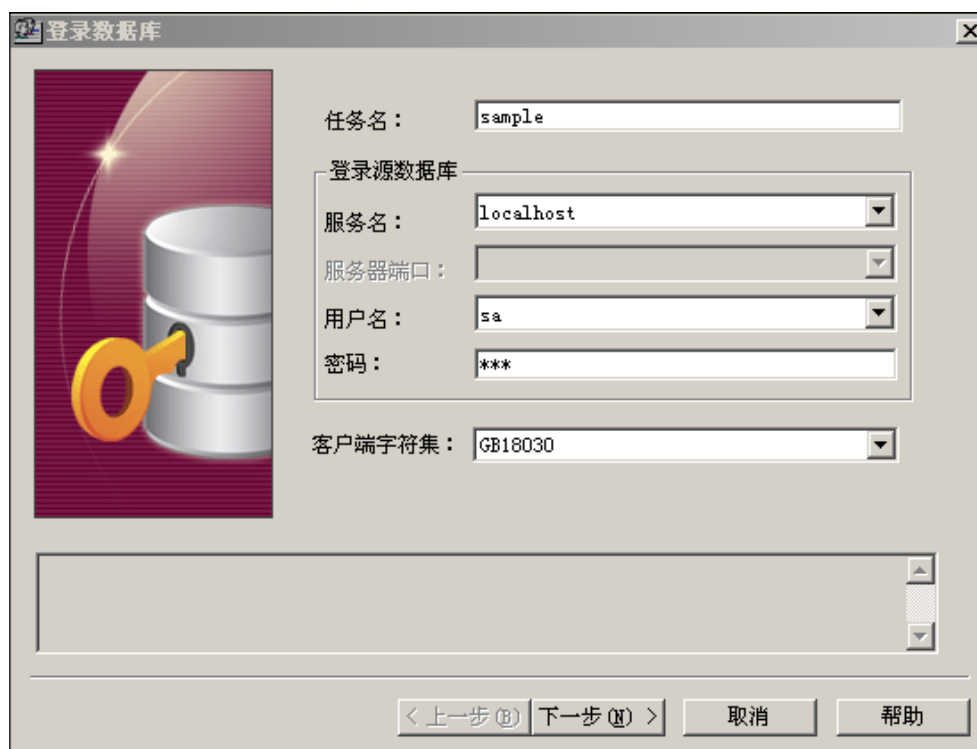 登录数据库
任务名： sample
登录源数据库
服务名： localhost
服务器端口：
用户名： sa
密码： ***
客户端字符集： GB18030
< 上一步(B) 下一步(N) > 取消 帮助